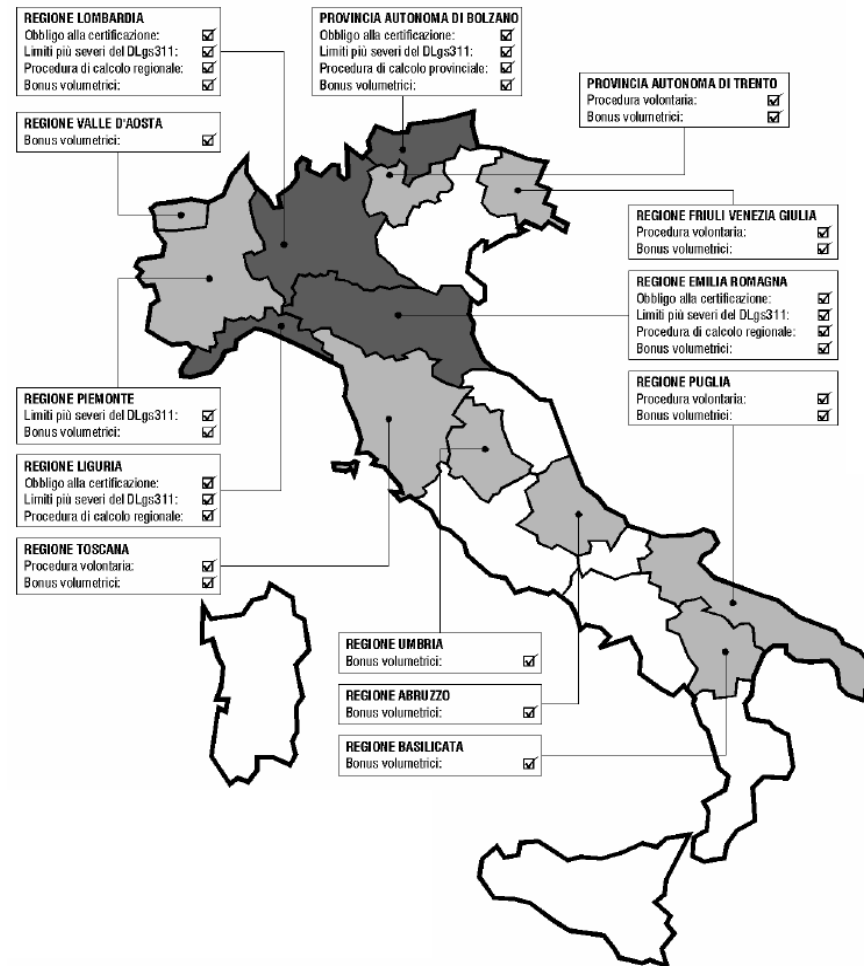 REGIONE LOMBARDIA
Obbligo alla certificazione:
Limiti più severi del DLgs311:
Procedura di calcolo regionale:
Bonus volumetrici:
PROVINCIA AUTONOMA DI BOLZANO
Obbligo alla certificazione:
Limiti più severi del DLgs311:
Procedura di calcolo provinciale:
Bonus volumetrici:
PROVINCIA AUTONOMA DI TRENTO
Procedura volontaria:
Bonus volumetrici:
REGIONE VALLE D'AOSTA
Bonus volumetrici:
REGIONE FRIULI VENEZIA GIULIA
Procedura volontaria:
Bonus volumetrici:
REGIONE EMILIA ROMAGNA
Obbligo alla certificazione:
Limiti più severi del DLgs311:
Procedura di calcolo regionale:
Bonus volumetrici:
REGIONE PUGLIA
Procedura volontaria:
Bonus volumetrici:
REGIONE PIEMONTE
Limiti più severi del DLgs311:
Bonus volumetrici:
REGIONE LIGURIA
Obbligo alla certificazione:
Limiti più severi del DLgs311:
Procedura di calcolo regionale:
REGIONE TOSCANA
Procedura volontaria:
Bonus volumetrici:
REGIONE UMBRIA
Bonus volumetrici:
REGIONE ABRUZZO
Bonus volumetrici:
REGIONE BASILICATA
Bonus volumetrici: